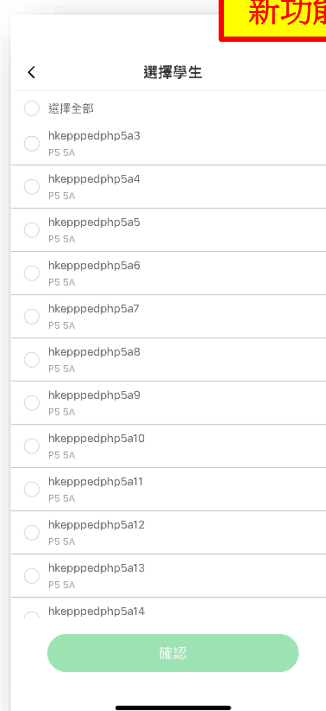 新功能
選擇學生
選擇全部
hkepppedphp5a3
P5 5A
hkepppedphp5a4
P5 5A
hkepppedphp5a5
P5 5A
hkepppedphp5a6
P5 5A
hkepppedphp5a7
P5 5A
hkepppedphp5a8
P5 5A
hkepppedphp5a9
P5 5A
hkepppedphp5a10
P5 5A
hkepppedphp5a11
P5 5A
hkepppedphp5a12
P5 5A
hkepppedphp5a13
P5 5A
hkepppedphp5a14
確認